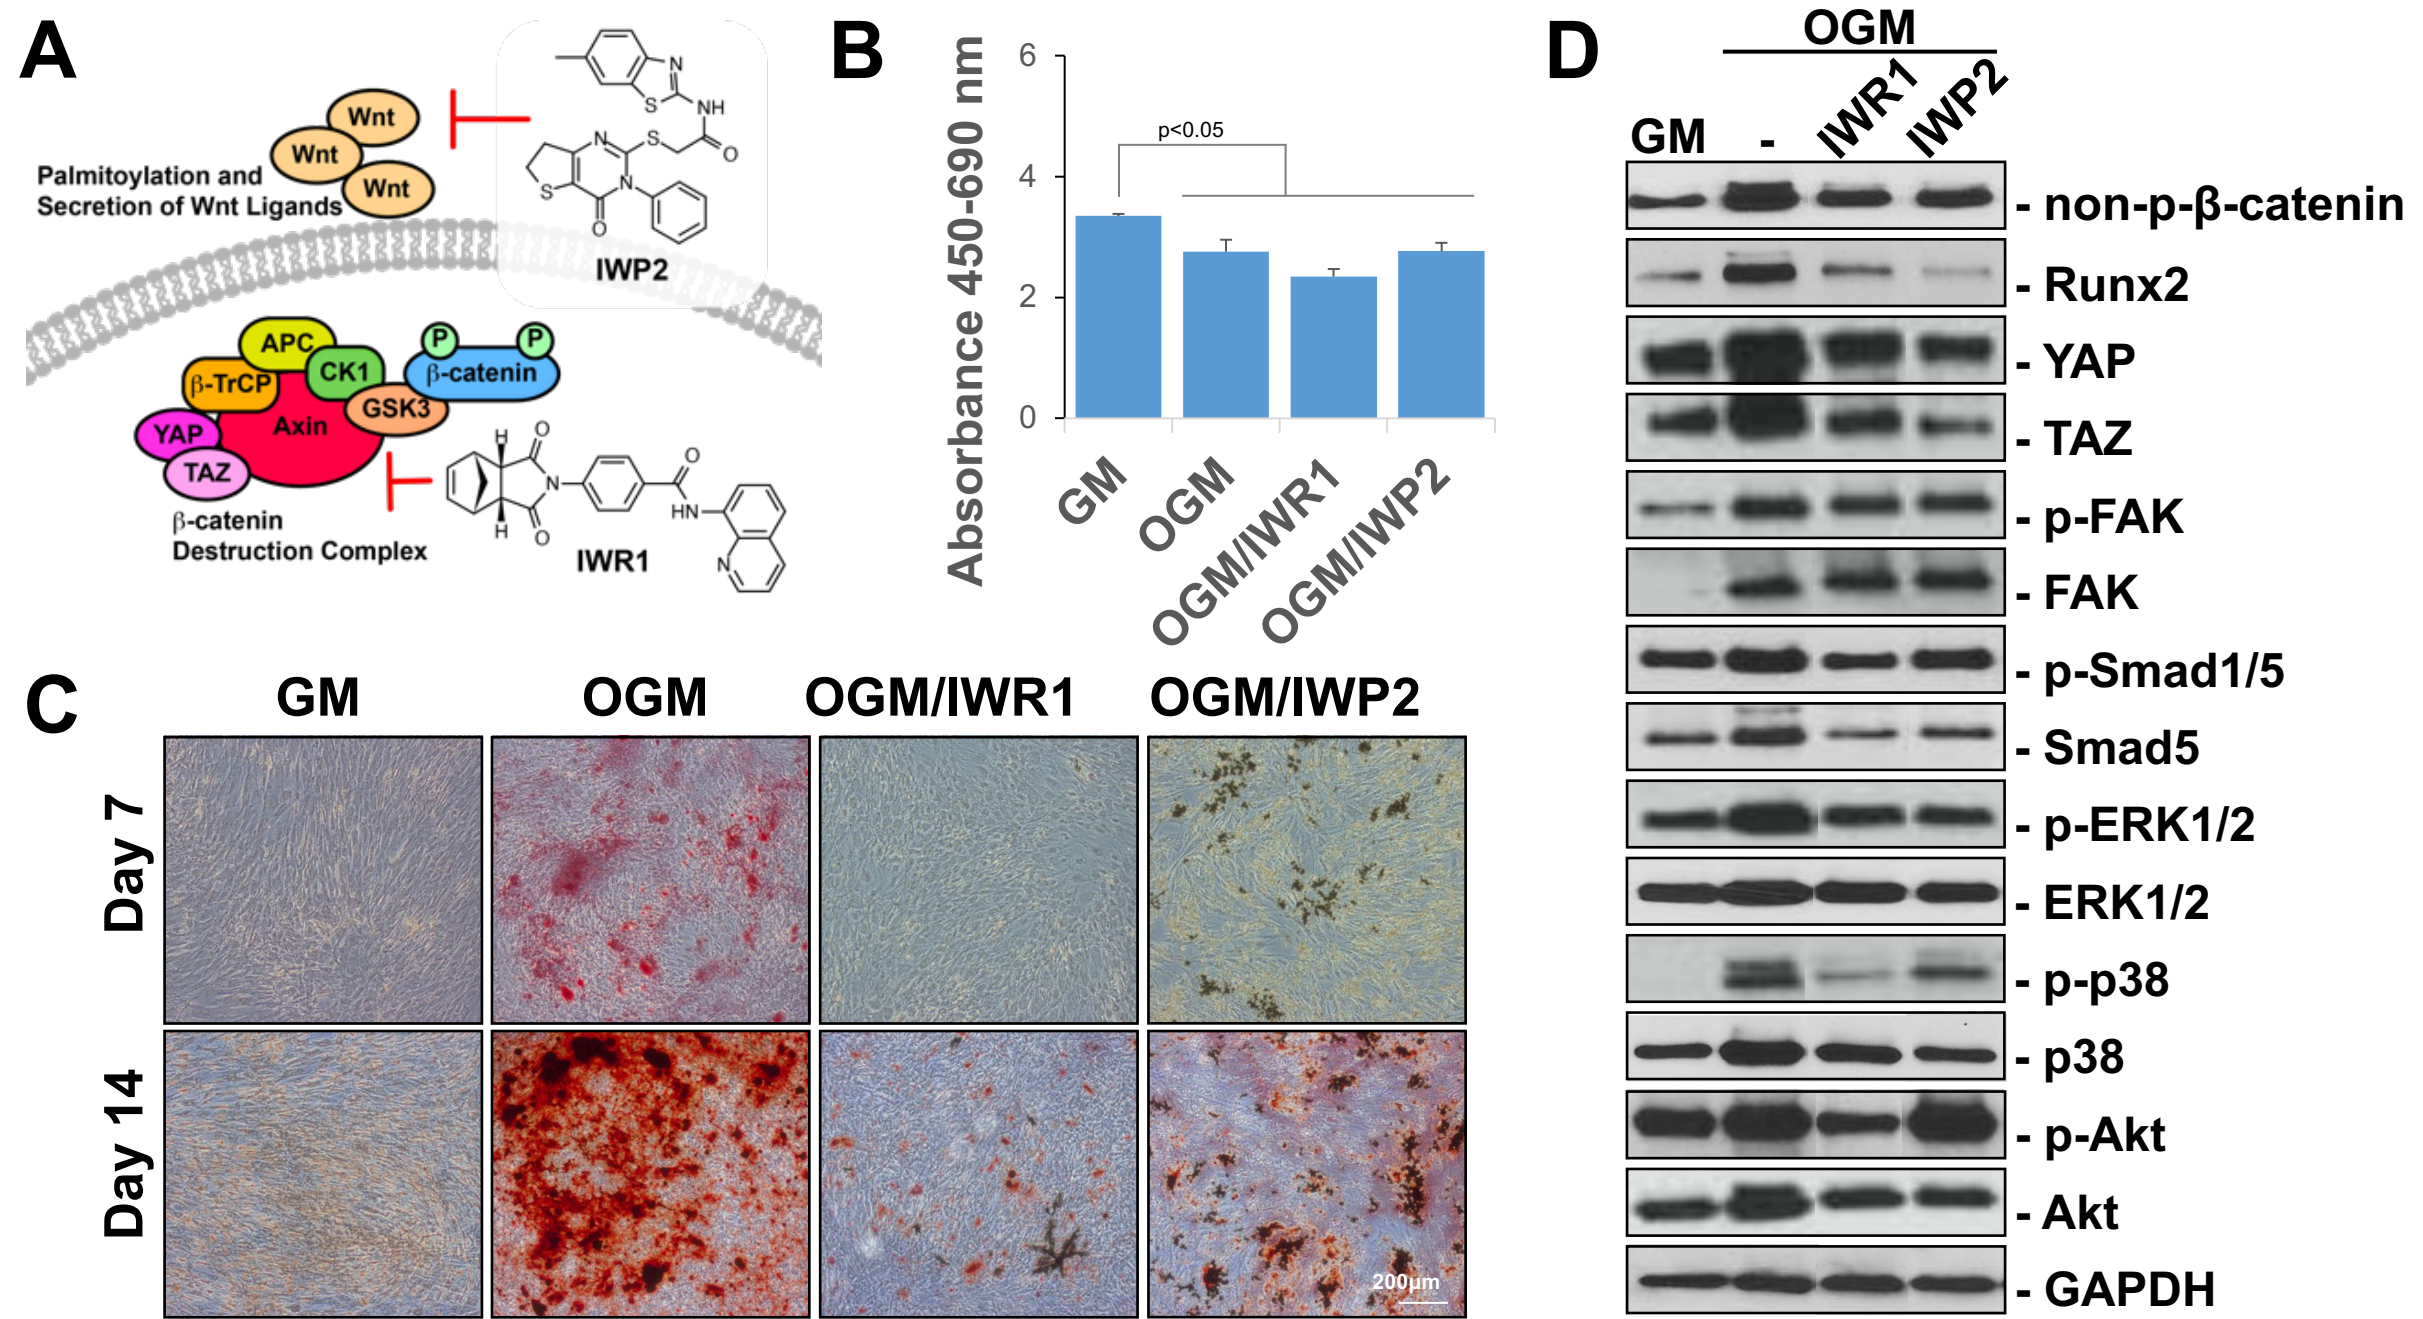 A
Wnt
Wnt
Wnt
Palmitoylation and
Secretion of Wnt Ligands
N
S
NH
N
S
O
S
N
O
IWP2
APC
P
P
β-TrCP
CK1
β-catenin
GSK3
YAP
Axin
TAZ
H
O
O
N
HN
H
O
N
β-catenin
Destruction Complex
IWR1
B
Absorbance 450-690 nm
6
4
2
0
p<0.05
GM
OGM
OGM/IWR1
OGM/IWP2
C
GM
OGM
OGM/IWR1
OGM/IWP2
Day 7
Day 14
200µm
D
OGM
GM
-
IWR1
IWP2
- non-p-β-catenin
- Runx2
- YAP
- TAZ
- p-FAK
- FAK
- p-Smad1/5
- Smad5
- p-ERK1/2
- ERK1/2
- p-p38
- p38
- p-Akt
- Akt
- GAPDH